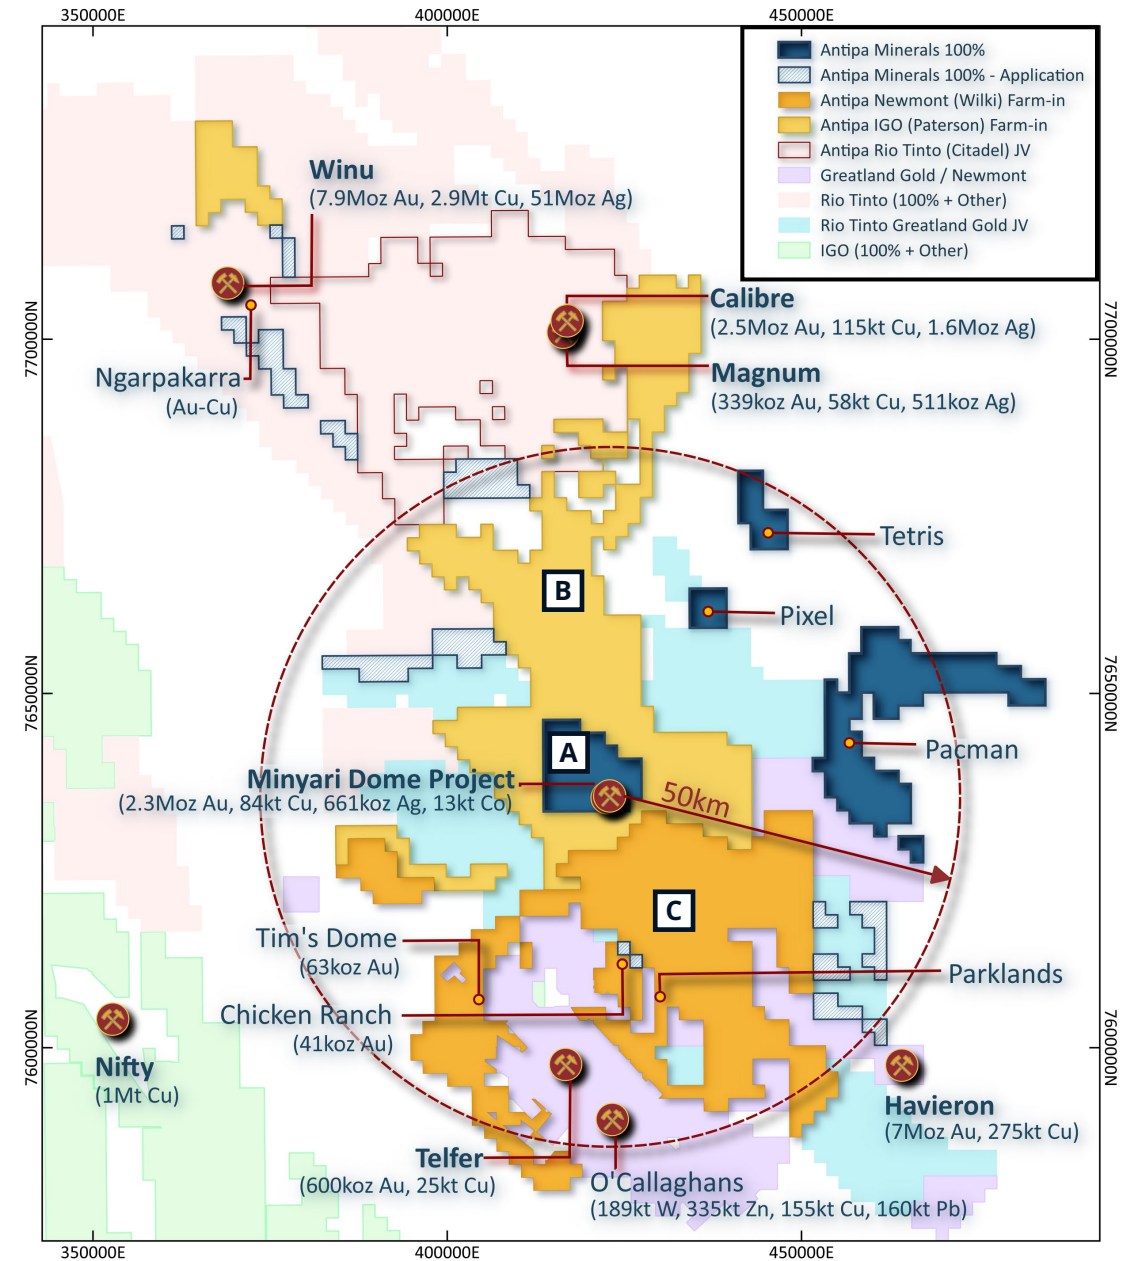 350000E
400000E
450000E
Antipa Minerals 100%
Antipa Minerals 100% - Application
Antipa Newmont (Wilki) Farm-in
Antipa IGO (Paterson) Farm-in
Antipa Rio Tinto (Citadel) JV
Greatland Gold / Newmont
Rio Tinto (100% + Other)
Rio Tinto Greatland Gold JV
IGO (100% + Other)
Winu
(7.9Moz Au, 2.9Mt Cu, 51Moz Ag)
Calibre
(2.5Moz Au, 115kt Cu, 1.6Moz Ag)
7700000N
7700000N
Magnum
(339koz Au, 58kt Cu, 511koz Ag)
Ngarpakarra
(Au-Cu)
Tetris
B
Pixel
7650000N
7650000N
Pacman
A
Minyari Dome Project
(2.3Moz Au, 84kt Cu, 661koz Ag, 13kt Co)
50km
C
Tim's Dome
(63koz Au)
Parklands
Chicken Ranch
(41koz Au)
7600000N
7600000N
Nifty
(1Mt Cu)
Havieron
(7Moz Au, 275kt Cu)
Telfer
(600koz Au, 25kt Cu)
O'Callaghans
(189kt W, 335kt Zn, 155kt Cu, 160kt Pb)
350000E
400000E
450000E